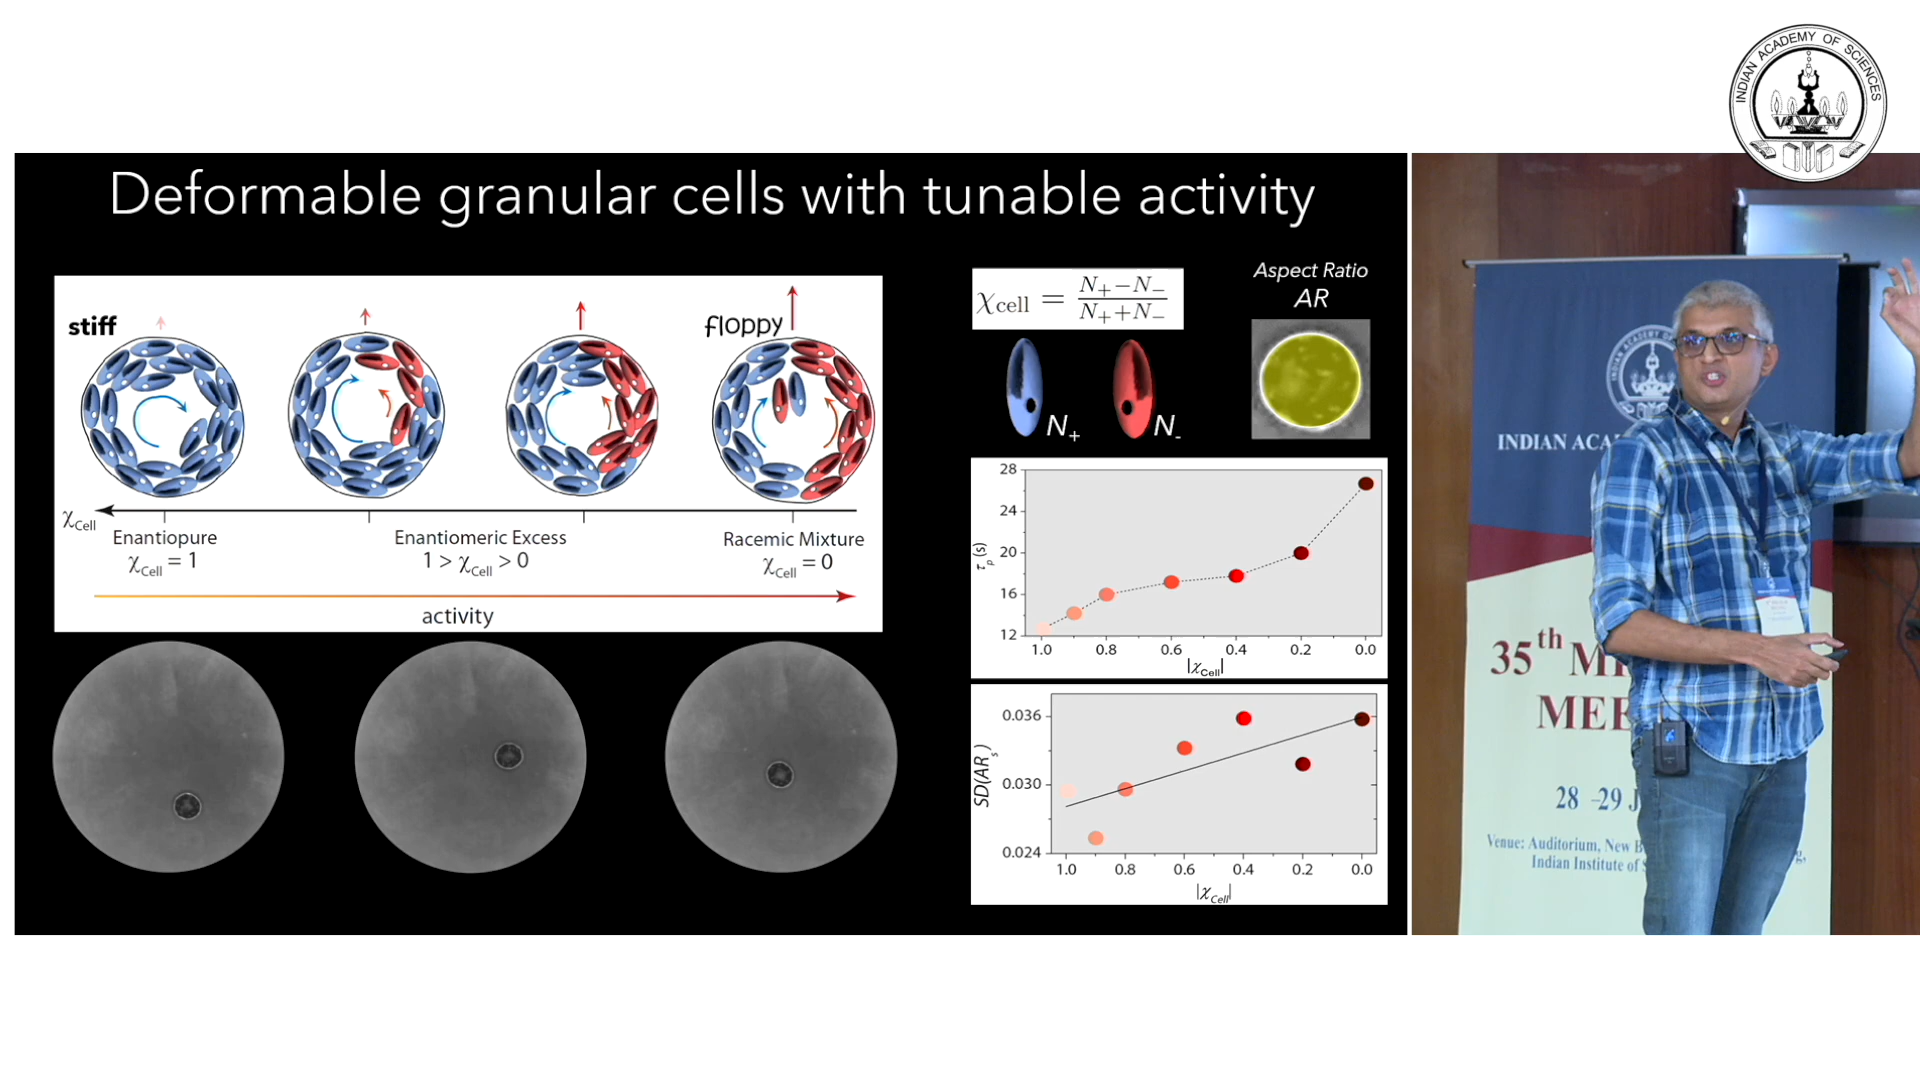 INDIAN ACADEMY OF SCIENCES
Deformable granular cells with tunable activity
stiff
floppy
χCell
Enantiopure
χCell = 1
Enantiomeric Excess
1 > χCell > 0
Racemic Mixture
χCell = 0
activity
χcell = N+−N− / N++N−
N+
N-
Aspect Ratio
AR
28
24
20
16
12
τp(s)
1.0 0.8 0.6 0.4 0.2 0.0
|χCell|
0.036
0.030
0.024
SD(ARs)
1.0 0.8 0.6 0.4 0.2 0.0
|χCell|
INDIAN
35th
28 -29
Venue: Auditorium, New
Indian Institute of